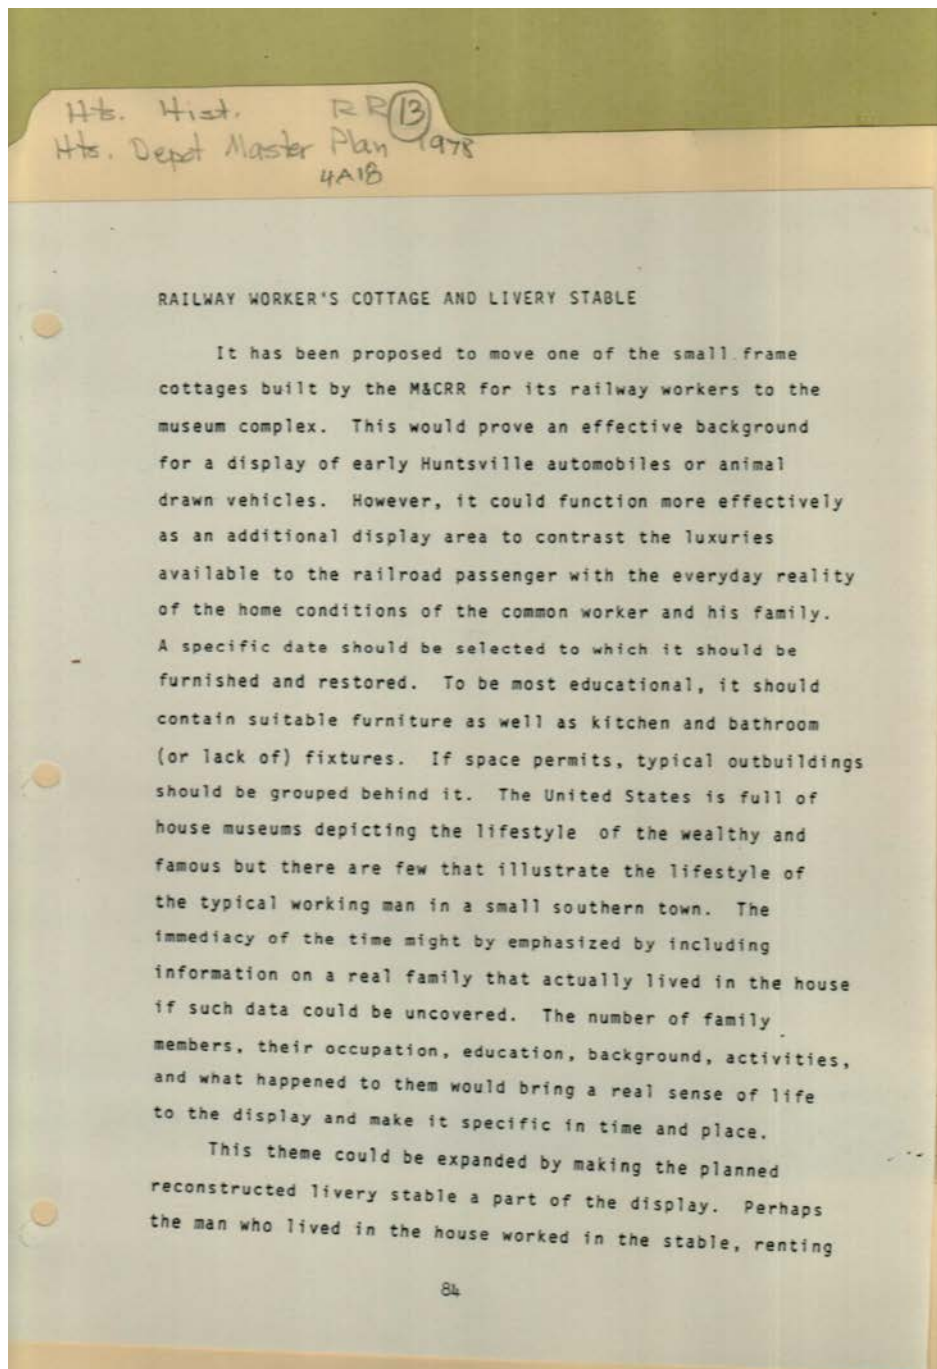 Hts. Hist. RR 13
Hts. Depot Master Plan 1978
4A18
RAILWAY WORKER'S COTTAGE AND LIVERY STABLE
It has been proposed to move one of the small frame
cottages built by the M&CRR for its railway workers to the
museum complex. This would prove an effective background
for a display of early Huntsville automobiles or animal
drawn vehicles. However, it could function more effectively
as an additional display area to contrast the luxuries
available to the railroad passenger with the everyday reality
of the home conditions of the common worker and his family.
A specific date should be selected to which it should be
furnished and restored. To be most educational, it should
contain suitable furniture as well as kitchen and bathroom
(or lack of) fixtures. If space permits, typical outbuildings
should be grouped behind it. The United States is full of
house museums depicting the lifestyle of the wealthy and
famous but there are few that illustrate the lifestyle of
the typical working man in a small southern town. The
immediacy of the time might by emphasized by including
information on a real family that actually lived in the house
if such data could be uncovered. The number of family
members, their occupation, education, background, activities,
and what happened to them would bring a real sense of life
to the display and make it specific in time and place.
This theme could be expanded by making the planned
reconstructed livery stable a part of the display. Perhaps
the man who lived in the house worked in the stable, renting
84